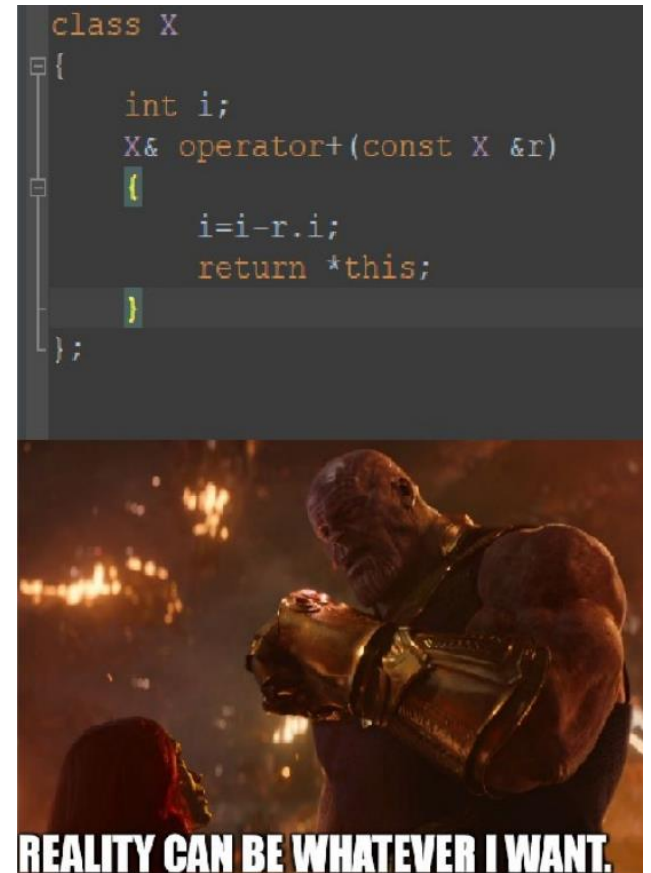 class X
{
int i;
X& operator+(const X &r)
{
i=i-r.i;
return *this;
}
};
REALITY CAN BE WHATEVER I WANT.